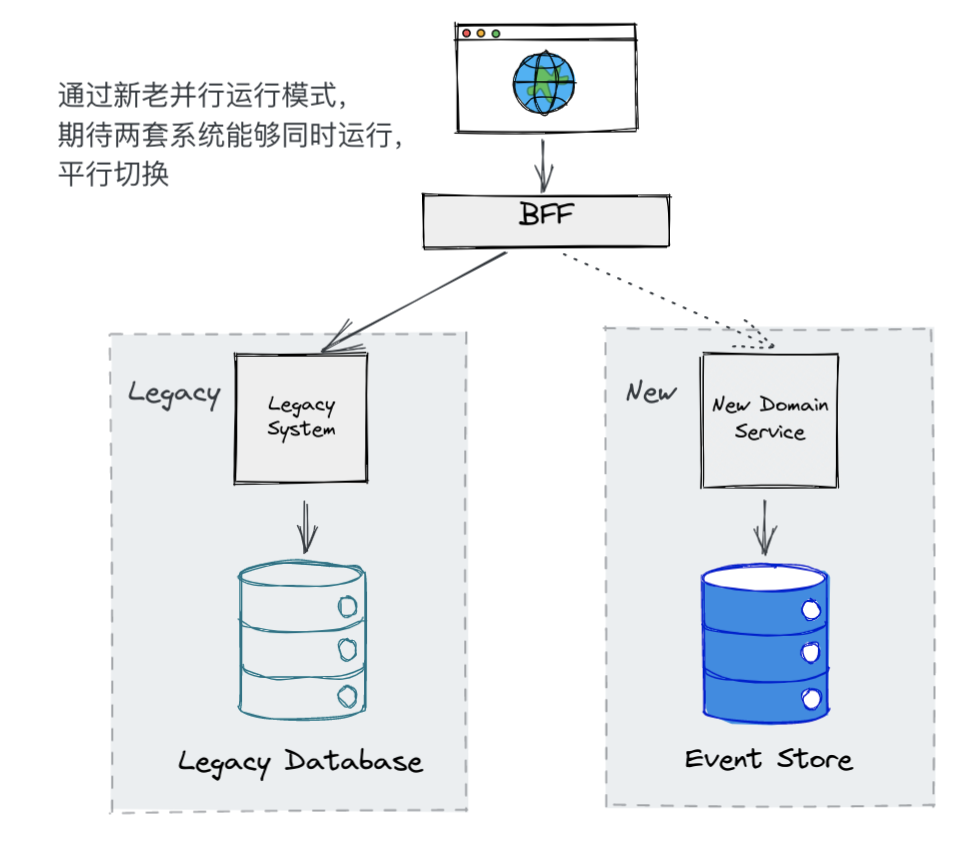 通过新老并行运行模式，
期待两套系统能够同时运行，
平行切换
BFF
Legacy
Legacy
System
New
New Domain
Service
Legacy Database
Event Store